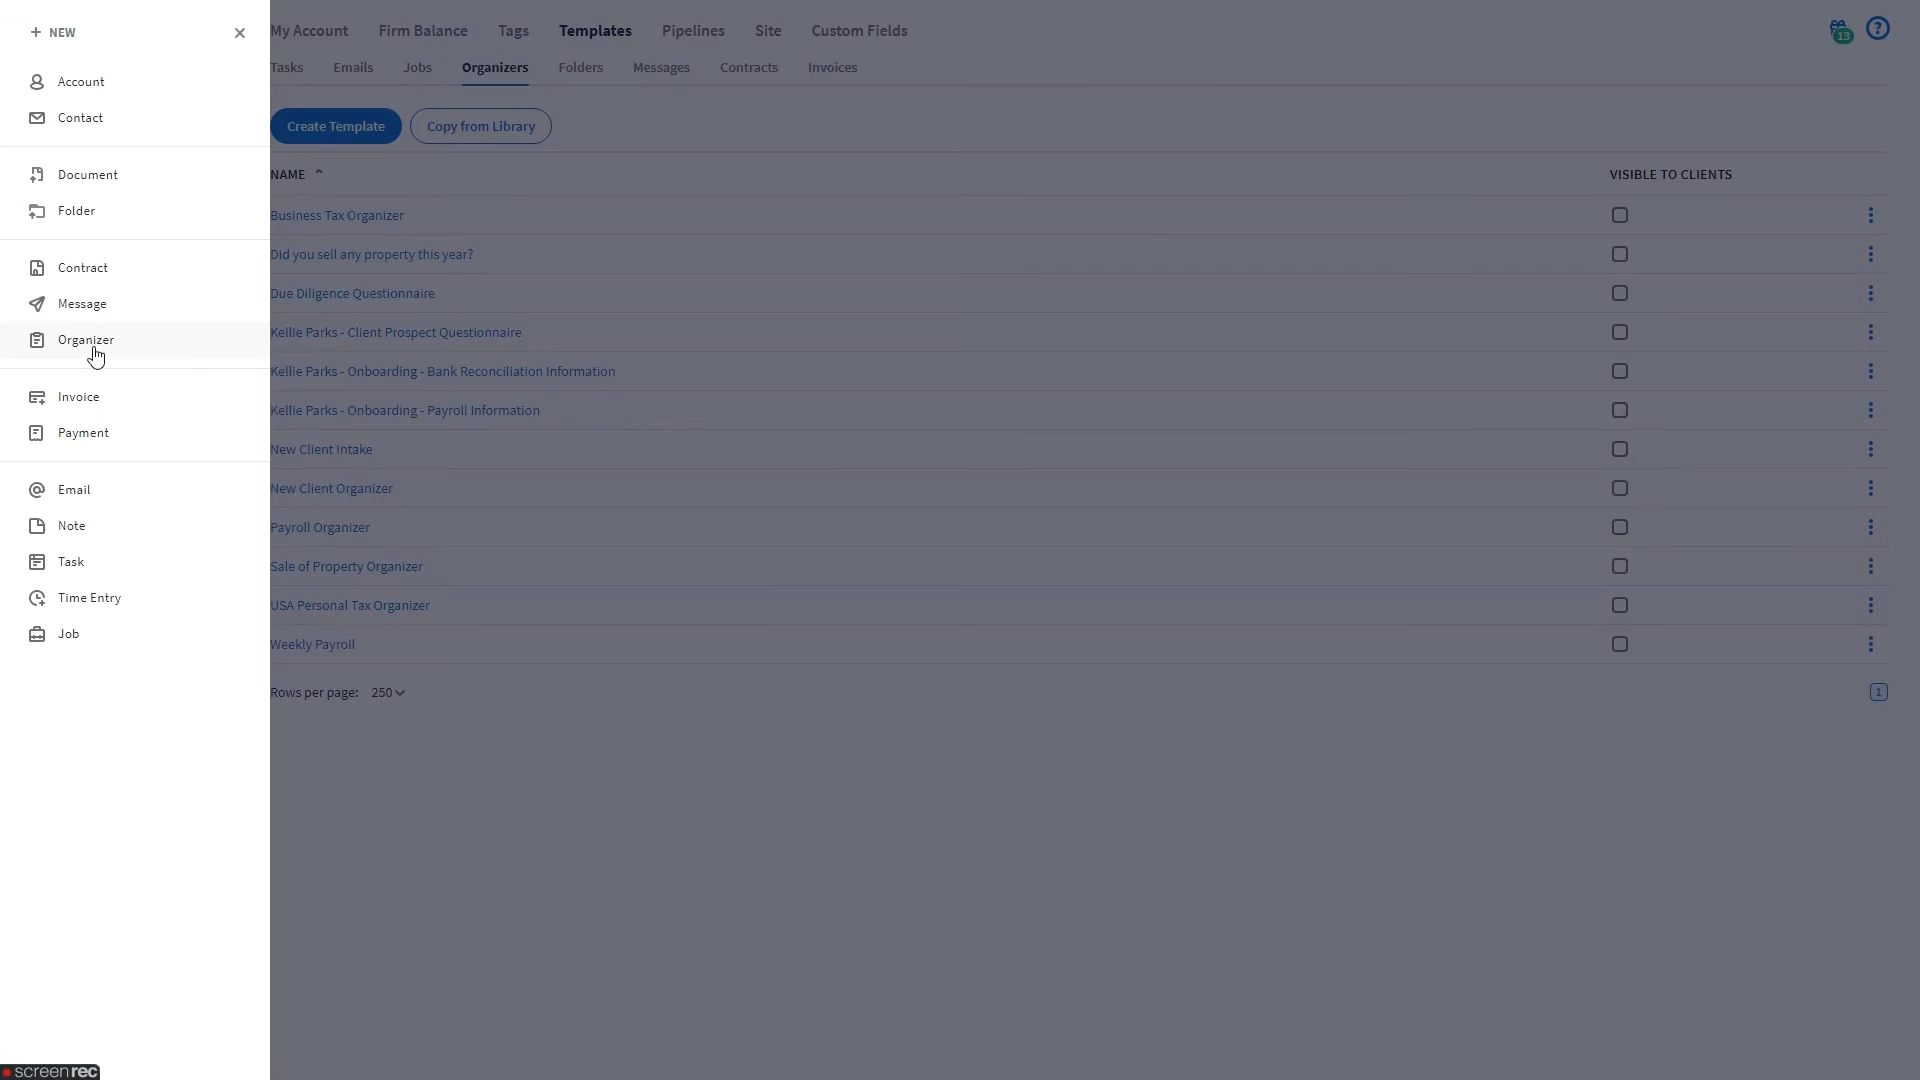 + NEW
Account
Contact
Document
Folder
Contract
Message
Organizer
Invoice
Payment
Email
Note
Task
Time Entry
Job
My Account Firm Balance Tags Templates Pipelines Site Custom Fields
13 ?
Tasks Emails Jobs Organizers Folders Messages Contracts Invoices
Create Template Copy from Library
NAME VISIBLE TO CLIENTS
Business Tax Organizer
Did you sell any property this year?
Due Diligence Questionnaire
Kellie Parks - Client Prospect Questionnaire
Kellie Parks - Onboarding - Bank Reconciliation Information
Kellie Parks - Onboarding - Payroll Information
New Client Intake
New Client Organizer
Payroll Organizer
Sale of Property Organizer
USA Personal Tax Organizer
Weekly Payroll
Rows per page: 250 1
screenrec